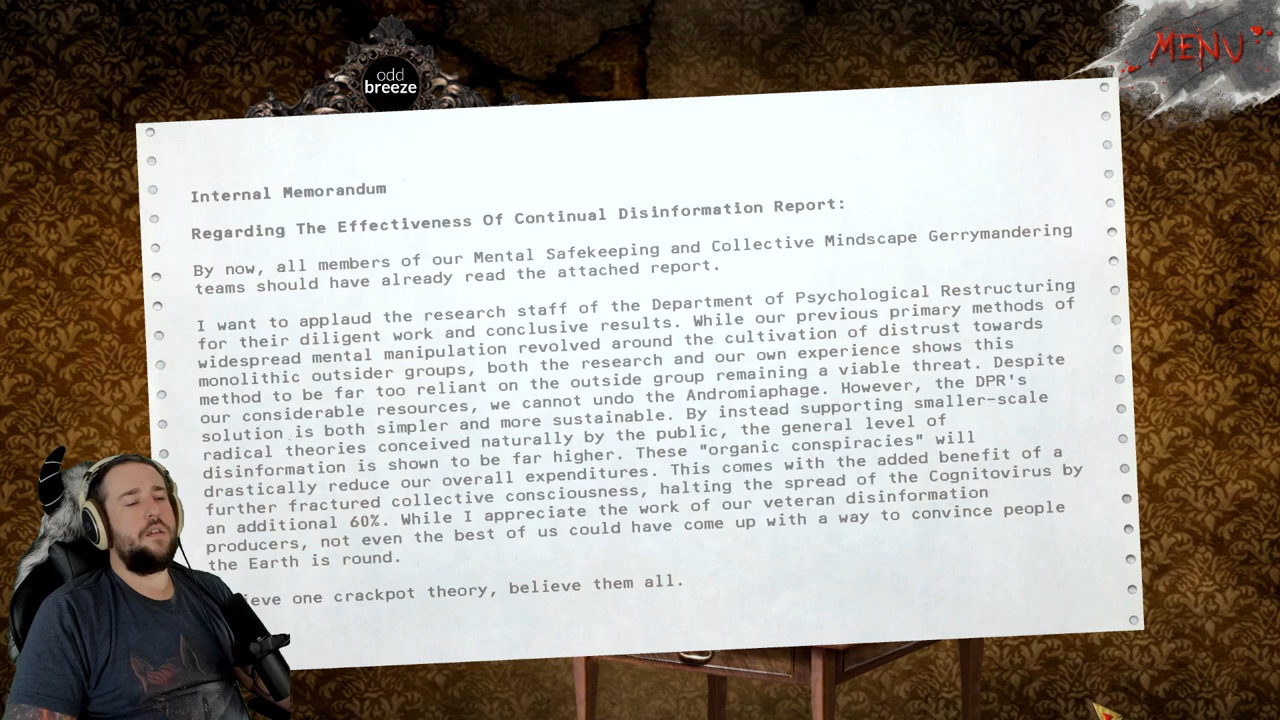 MENU
odd
breeze
Internal Memorandum
Regarding The Effectiveness Of Continual Disinformation Report:
By now, all members of our Mental Safekeeping and Collective Mindscape Gerrymandering
teams should have already read the attached report.
I want to applaud the research staff of the Department of Psychological Restructuring
for their diligent work and conclusive results. While our previous primary methods of
widespread mental manipulation revolved around the cultivation of distrust towards
monolithic outsider groups, both the research and our own experience shows this
method to be far too reliant on the outside group remaining a viable threat. Despite
our considerable resources, we cannot undo the Andromiaphage. However, the DPR's
solution is both simpler and more sustainable. By instead supporting smaller-scale
radical theories conceived naturally by the public, the general level of
disinformation is shown to be far higher. These "organic conspiracies" will
drastically reduce our overall expenditures. This comes with the added benefit of a
further fractured collective consciousness, halting the spread of the Cognitovirus by
an additional 60%. While I appreciate the work of our veteran disinformation
producers, not even the best of us could have come up with a way to convince people
the Earth is round.
ieve one crackpot theory, believe them all.